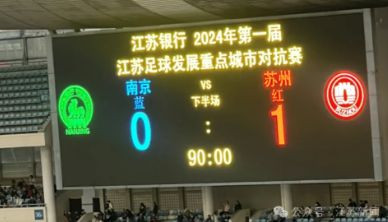 江苏银行 2024年第一届
江苏足球发展重点城市对抗赛
南京 VS 苏州
蓝 下半场 红
0 : 1
90:00
NANJING